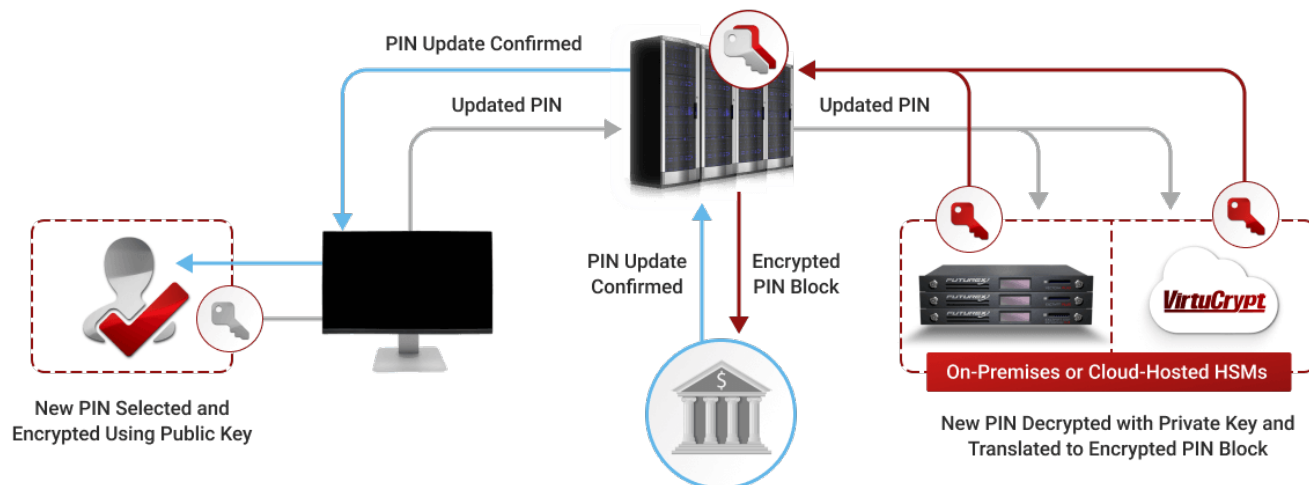 PIN Update Confirmed
Updated PIN
Updated PIN
PIN Update
Confirmed
Encrypted
PIN Block
$
FUTUREX
FUTUREX
FUTUREX
VirtuCrypt
On-Premises or Cloud-Hosted HSMs
New PIN Selected and
Encrypted Using Public Key
New PIN Decrypted with Private Key and
Translated to Encrypted PIN Block